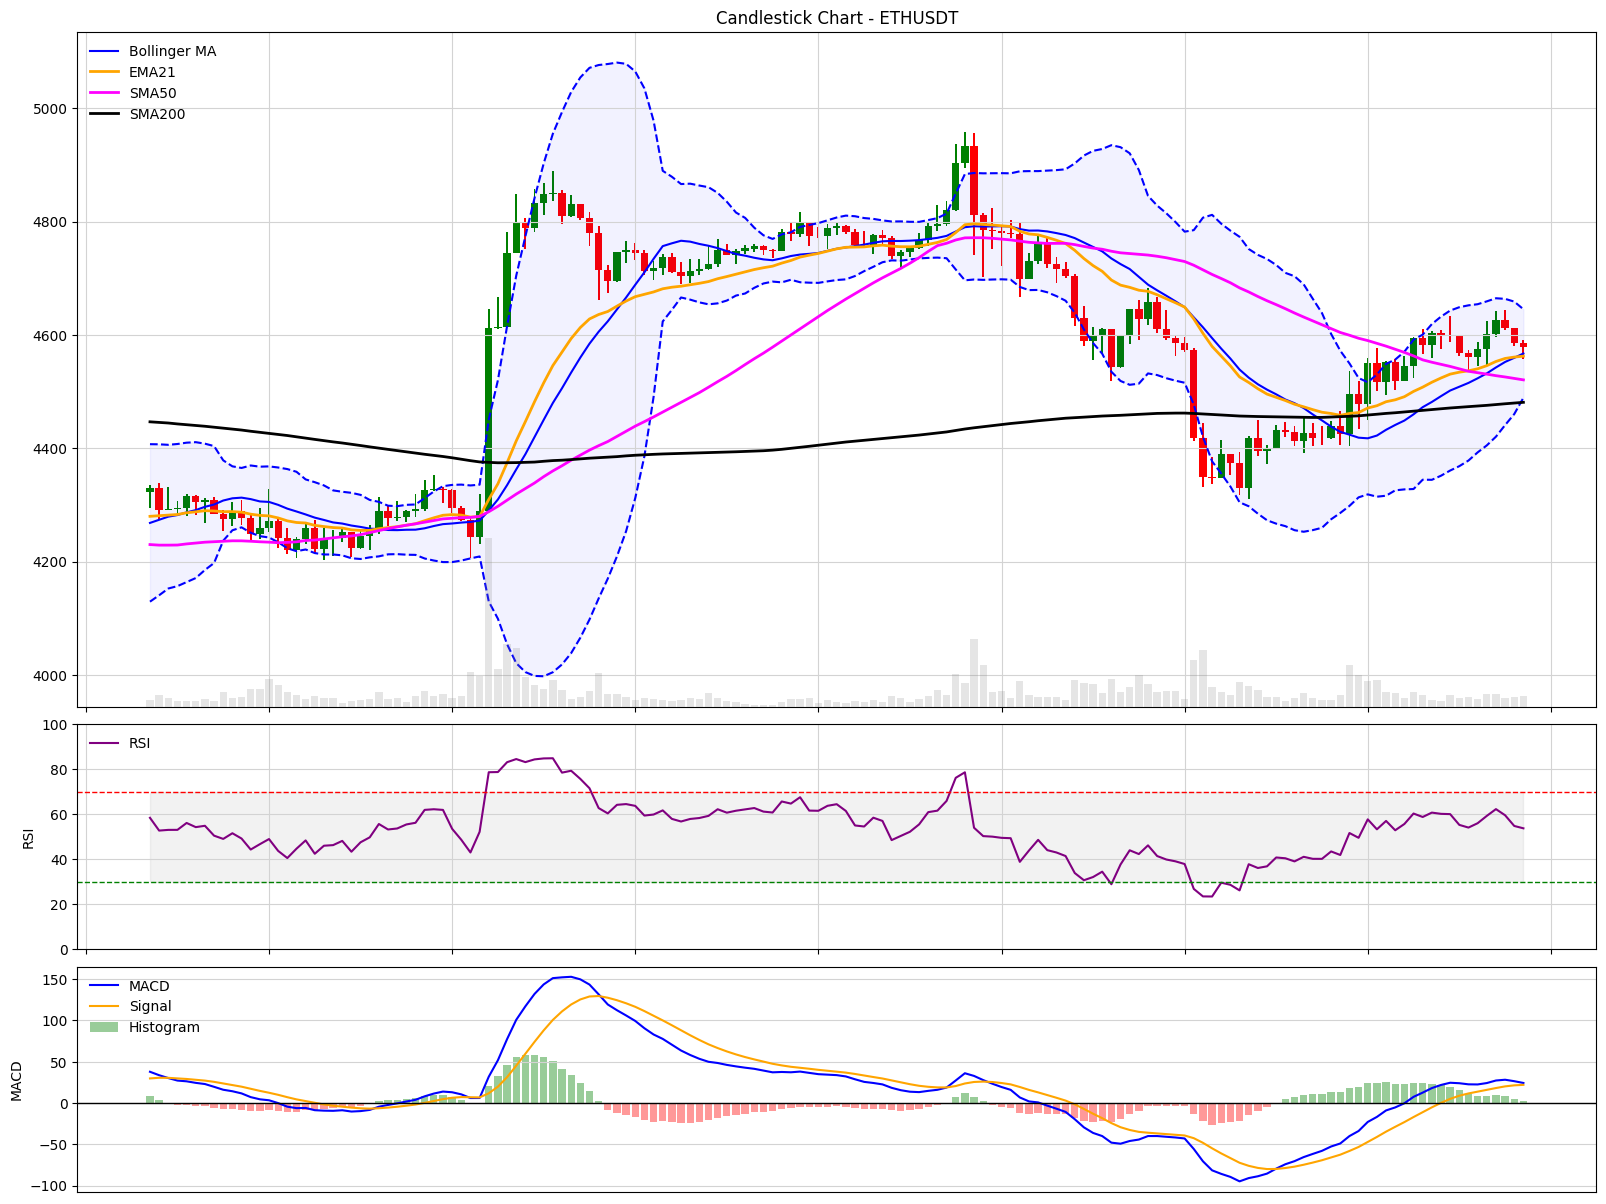 Candlestick Chart - ETHUSDT
Bollinger MA
EMA21
SMA50
SMA200
5000
4800
4600
4400
4200
4000
RSI
100
80
60
40
20
0
RSI
MACD
Signal
Histogram
150
100
50
0
−50
−100
MACD